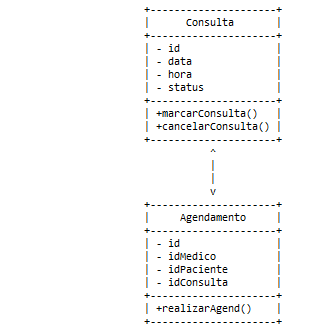 Consulta
- id
- data
- hora
- status
+marcarConsulta()
+cancelarConsulta()
Agendamento
- id
- idMedico
- idPaciente
- idConsulta
+realizarAgend()